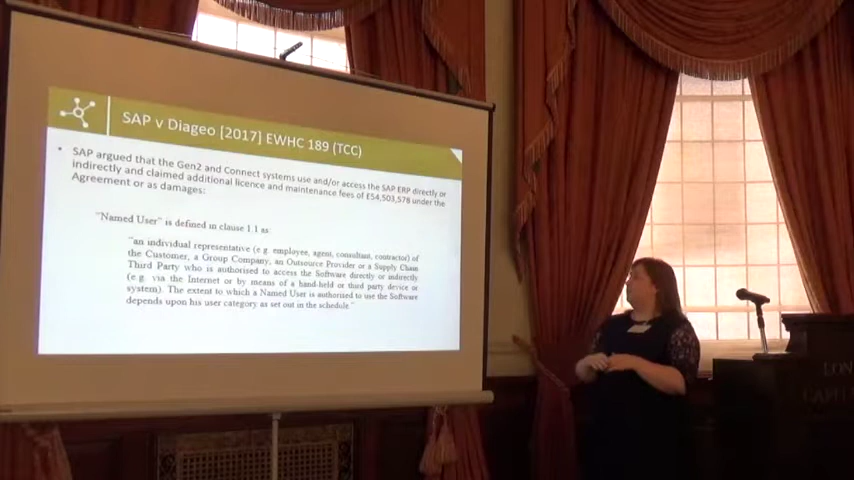 SAP v Diageo [2017] EWHC 189 (TCC)
• SAP argued that the Gen2 and Connect systems use and/or access the SAP ERP directly or
indirectly and claimed additional licence and maintenance fees of £54,503,578 under the
Agreement or as damages:
"Named User" is defined in clause 1.1 as:
"an individual representative (e.g. employee, agent, consultant, contractor) of
the Customer, a Group Company, an Outsource Provider or a Supply Chain
Third Party who is authorised to access the Software directly or indirectly
(e.g. via the Internet or by means of a hand-held or third party device or
system). The extent to which a Named User is authorised to use the Software
depends upon his user category as set out in the schedule."